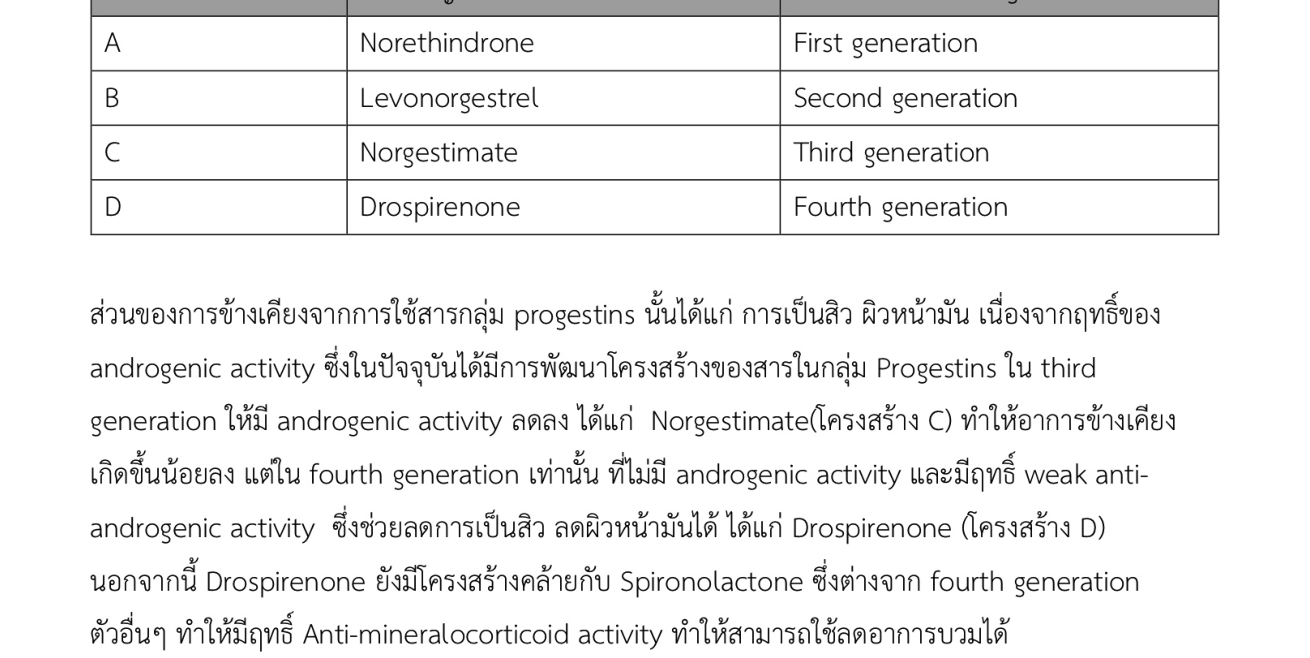 A Norethindrone First generation
B Levonorgestrel Second generation
C Norgestimate Third generation
D Drospirenone Fourth generation
ส่วนของการข้างเคียงจากการใช้สารกลุ่ม progestins นั้นได้แก่ การเป็นสิว ผิวหน้ามัน เนื่องจากฤทธิ์ของ
androgenic activity ซึ่งในปัจจุบันได้มีการพัฒนาโครงสร้างของสารในกลุ่ม Progestins ใน third
generation ให้มี androgenic activity ลดลง ได้แก่ Norgestimate(โครงสร้าง C) ทำให้อาการข้างเคียง
เกิดขึ้นน้อยลง แต่ใน fourth generation เท่านั้น ที่ไม่มี androgenic activity และมีฤทธิ์ weak anti-
androgenic activity ซึ่งช่วยลดการเป็นสิว ลดผิวหน้ามันได้ ได้แก่ Drospirenone (โครงสร้าง D)
นอกจากนี้ Drospirenone ยังมีโครงสร้างคล้ายกับ Spironolactone ซึ่งต่างจาก fourth generation
ตัวอื่นๆ ทำให้มีฤทธิ์ Anti-mineralocorticoid activity ทำให้สามารถใช้ลดอาการบวมได้